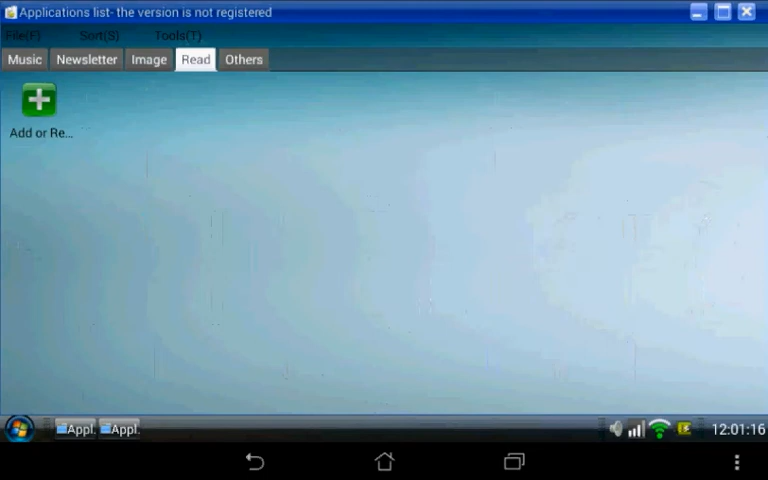 Applications list- the version is not registered
File(F) Sort(S) Tools(T)
Music Newsletter Image Read Others
Add or Re...
Appl. Appl. 12:01:16